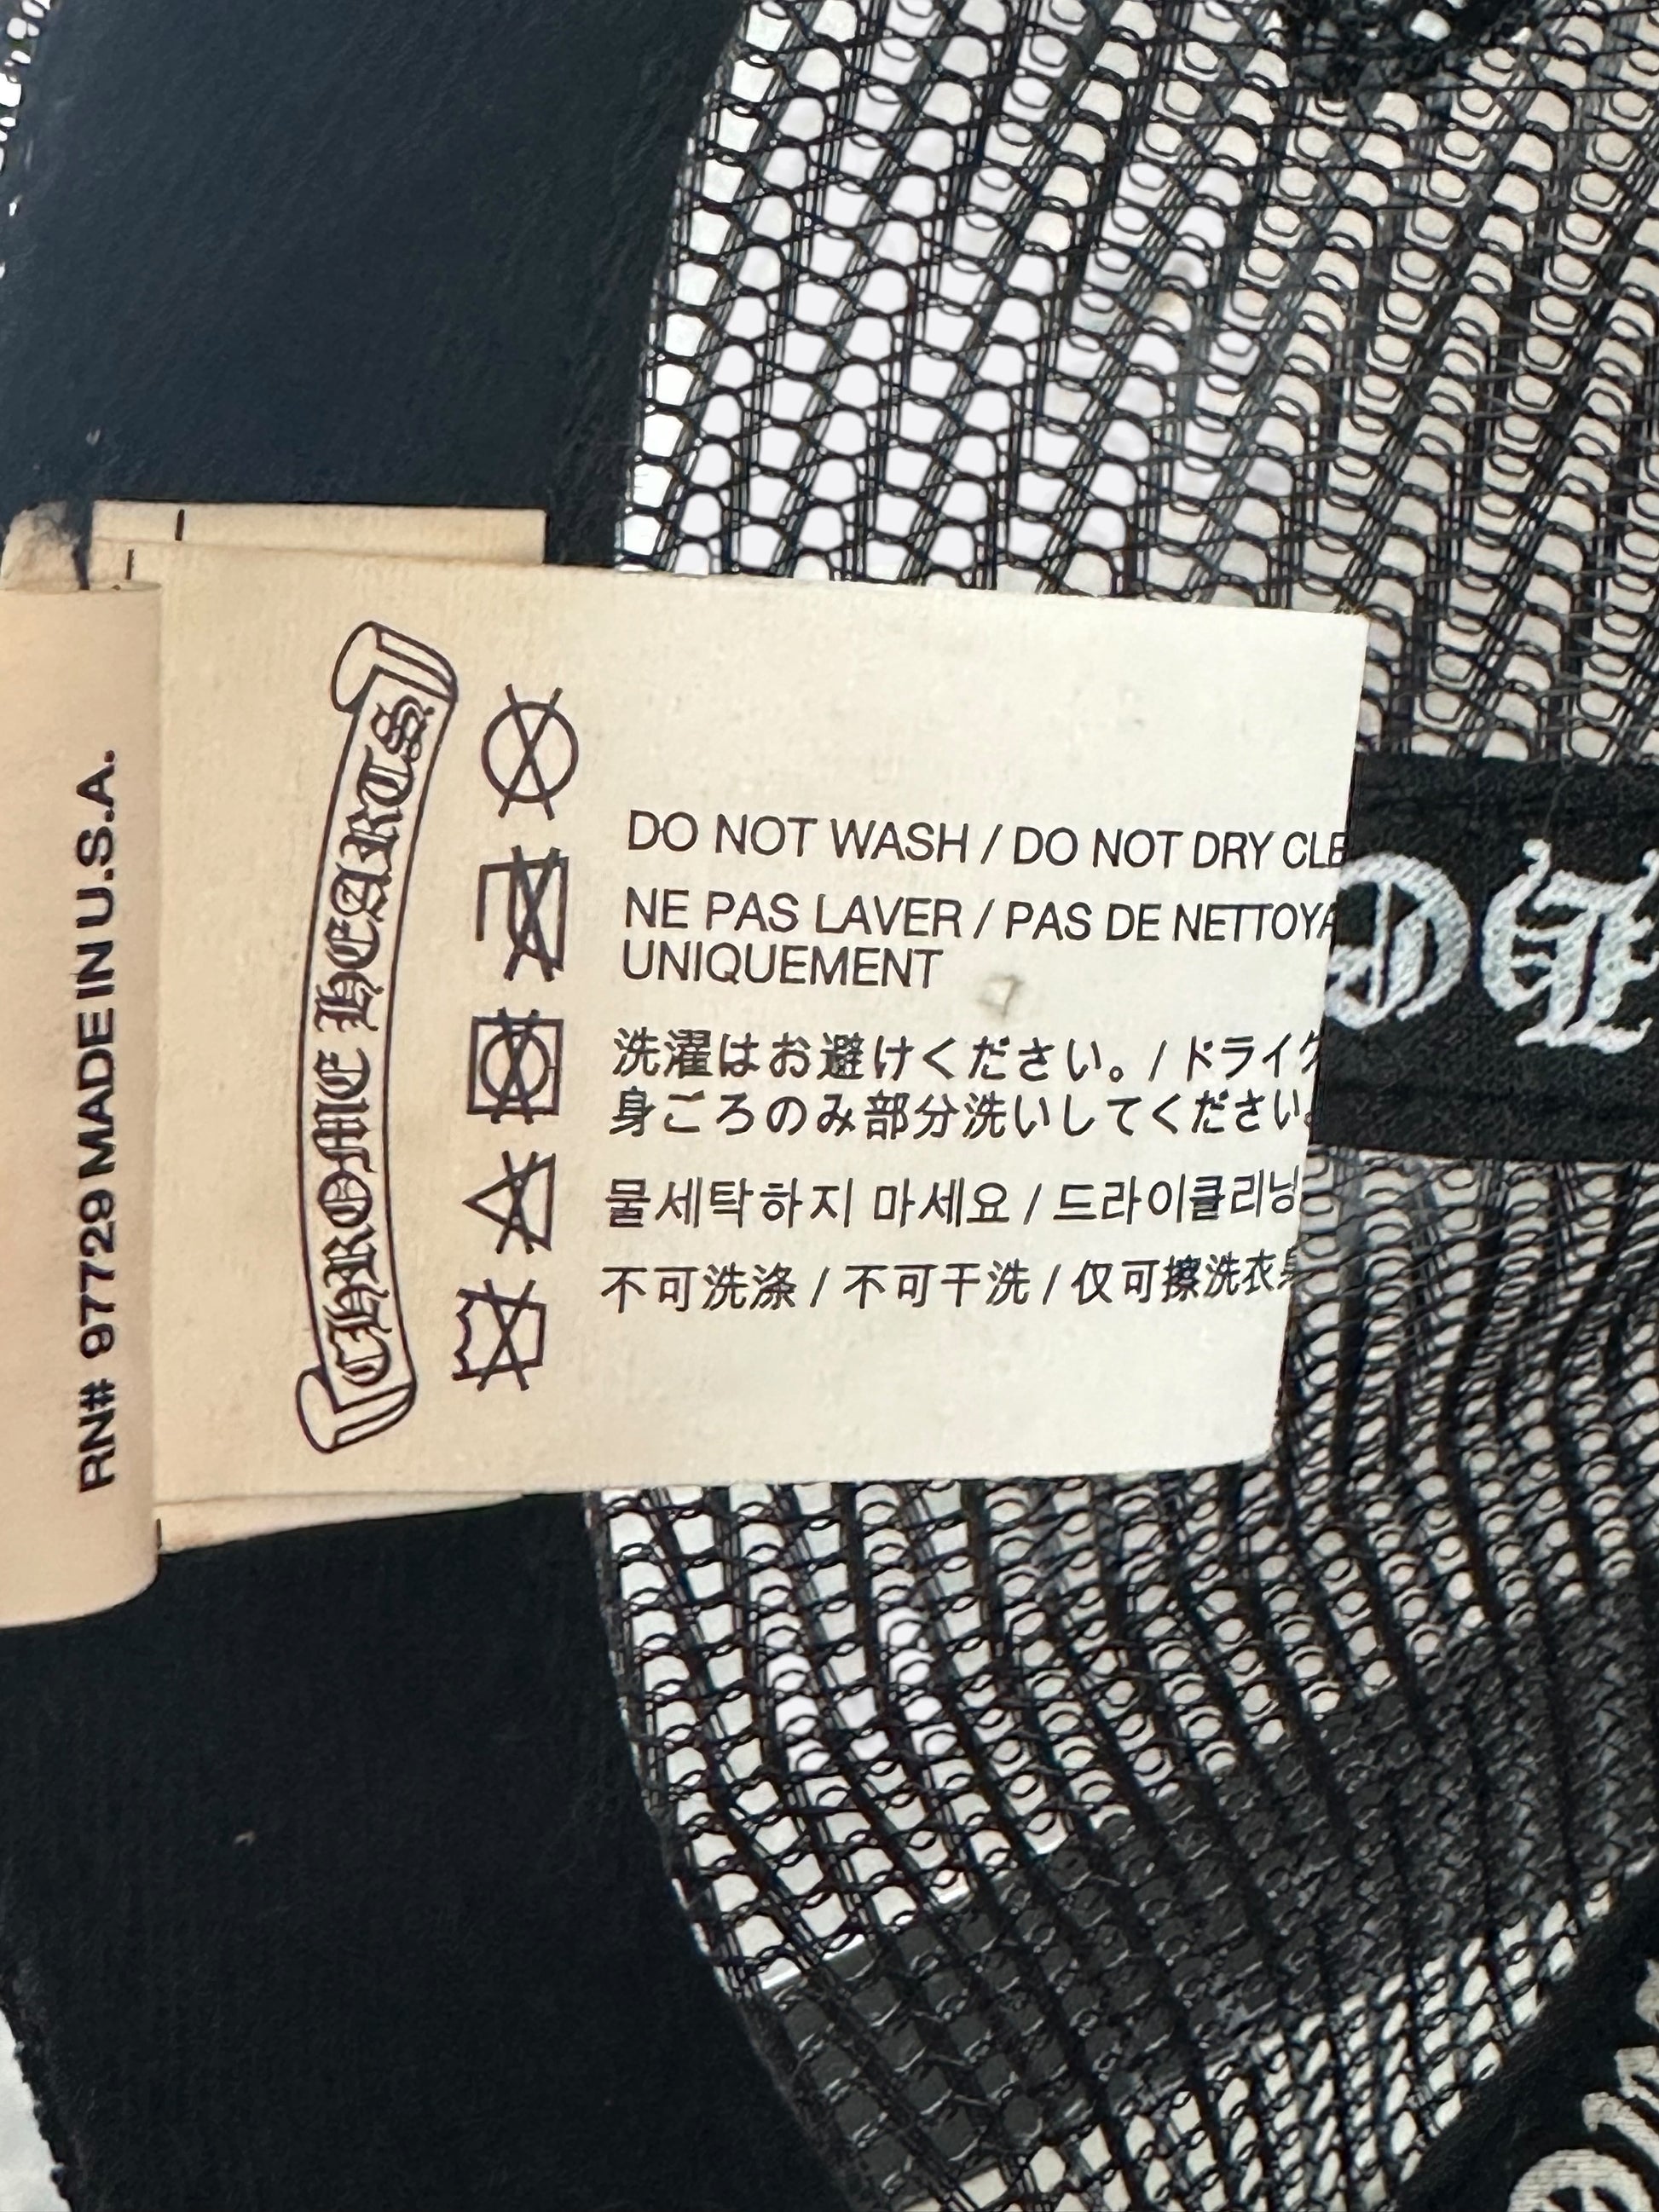 RN# 97729 MADE IN U.S.A.
CHROME HEARTS
DO NOT WASH / DO NOT DRY
NE PAS LAVER / PAS DE
UNIQUEMENT
洗濯はお避けください。/ ドライク
身ごろのみ部分洗いしてください。
물세탁하지 마세요 / 드라이클리닝
不可洗涤 / 不可干洗 / 仅可擦洗衣身